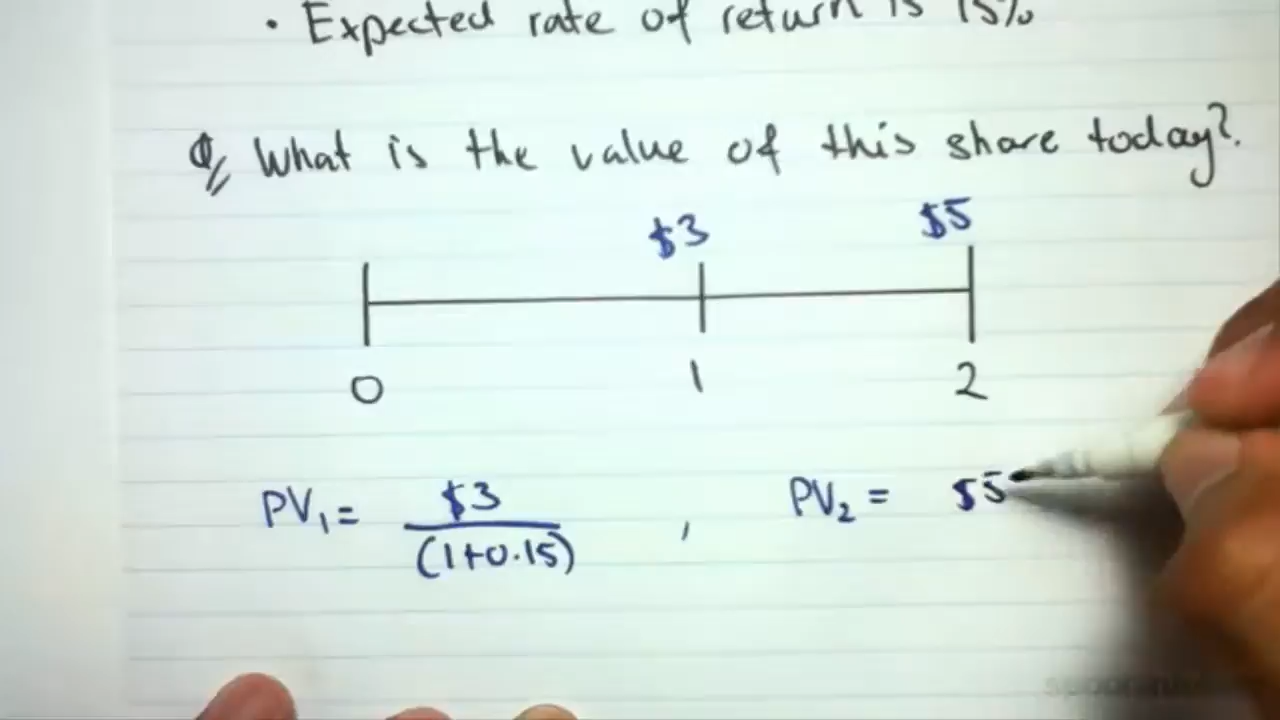 • Expected rate of return is 15%
Q, What is the value of this share today?
$3 $5
0 1 2
PV₁ = $3 , PV₂ = $5
(1+0.15)